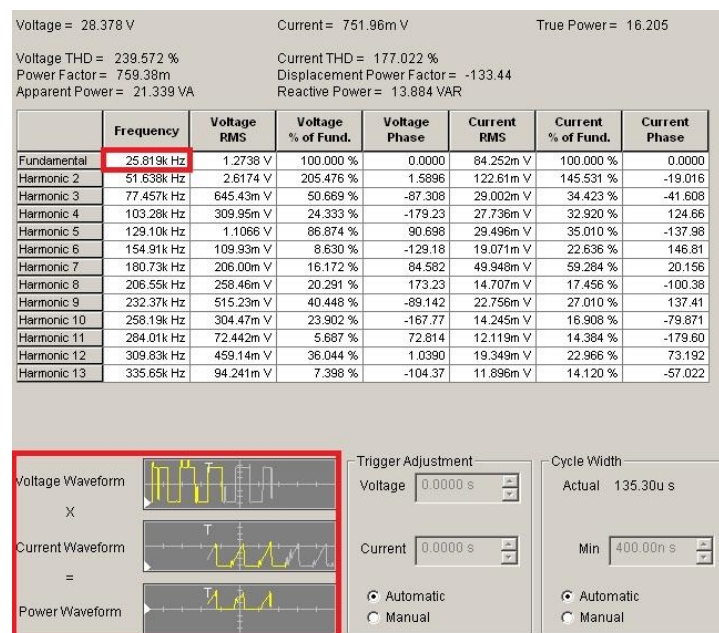 Voltage = 28.378 V Current = 751.96m V True Power = 16.205
Voltage THD = 239.572 % Current THD = 177.022 %
Power Factor = 759.38m Displacement Power Factor = -133.44
Apparent Power = 21.339 VA Reactive Power = 13.884 VAR
Frequency Voltage RMS Voltage % of Fund. Voltage Phase Current RMS Current % of Fund. Current Phase
Fundamental 25.819k Hz 1.2738 V 100.000 % 0.0000 84.252m V 100.000 % 0.0000
Harmonic 2 51.638k Hz 2.6174 V 205.476 % 1.5896 122.61m V 145.531 % -19.016
Harmonic 3 77.457k Hz 645.43m V 50.669 % -87.308 29.002m V 34.423 % -41.608
Harmonic 4 103.28k Hz 309.95m V 24.333 % -179.23 27.736m V 32.920 % 124.66
Harmonic 5 129.10k Hz 1.1066 V 86.874 % 90.698 29.496m V 35.010 % -137.98
Harmonic 6 154.91k Hz 109.93m V 8.630 % -129.18 19.071m V 22.636 % 146.81
Harmonic 7 180.73k Hz 206.00m V 16.172 % 84.582 49.948m V 59.284 % 20.156
Harmonic 8 206.55k Hz 258.46m V 20.291 % 173.23 14.707m V 17.456 % -100.38
Harmonic 9 232.37k Hz 515.23m V 40.448 % -89.142 22.756m V 27.010 % 137.41
Harmonic 10 258.19k Hz 304.47m V 23.902 % -167.77 14.245m V 16.908 % -79.871
Harmonic 11 284.01k Hz 72.442m V 5.687 % 72.814 12.119m V 14.384 % -179.60
Harmonic 12 309.83k Hz 459.14m V 36.044 % 1.0390 19.349m V 22.966 % 73.192
Harmonic 13 335.65k Hz 94.241m V 7.398 % -104.37 11.896m V 14.120 % -57.022
Voltage Waveform
T
X
Current Waveform
T
=
Power Waveform
T
Trigger Adjustment
Voltage 0.0000 s
Current 0.0000 s
Automatic
Manual
Cycle Width
Actual 135.30u s
Min 400.00n s
Automatic
Manual